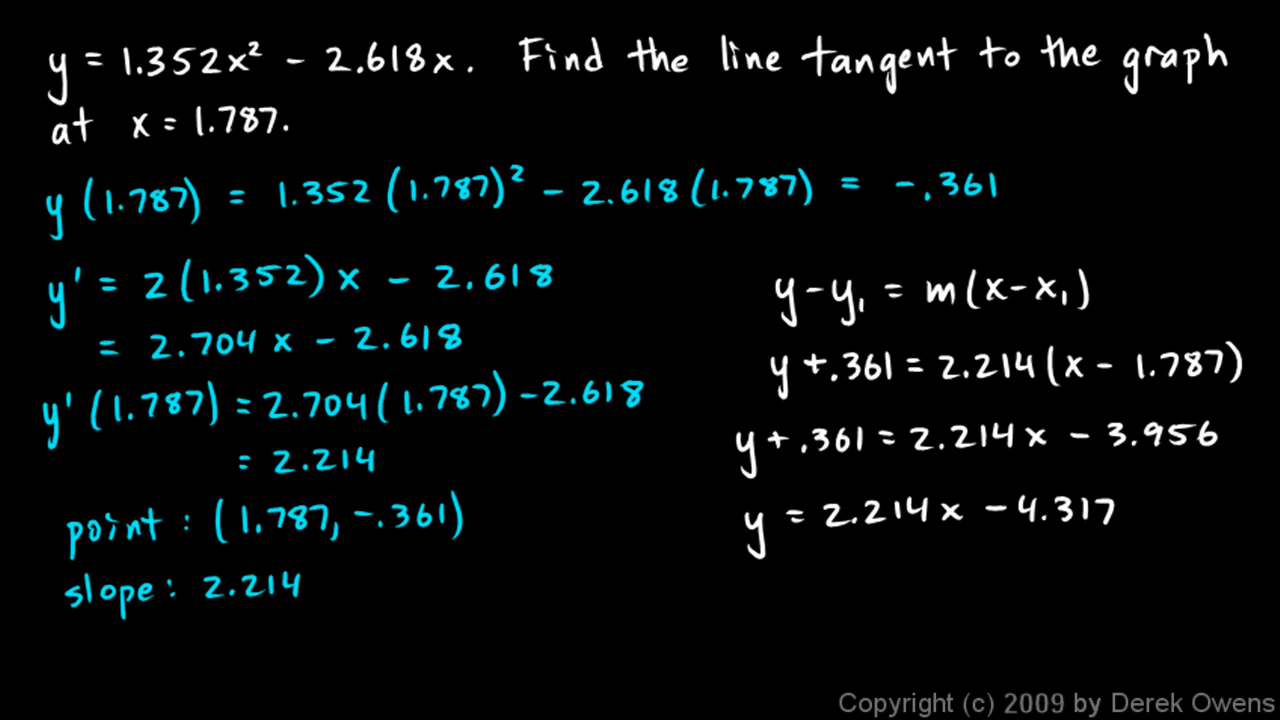 y = 1.352x² - 2.618x. Find the line tangent to the graph
at x = 1.787.
y(1.787) = 1.352(1.787)² - 2.618(1.787) = -.361
y' = 2(1.352)x - 2.618
= 2.704x - 2.618
y'(1.787) = 2.704(1.787) - 2.618
= 2.214
point: (1.787, -.361)
slope: 2.214
y - y₁ = m(x - x₁)
y + .361 = 2.214(x - 1.787)
y + .361 = 2.214x - 3.956
y = 2.214x - 4.317
Copyright (c) 2009 by Derek Owens